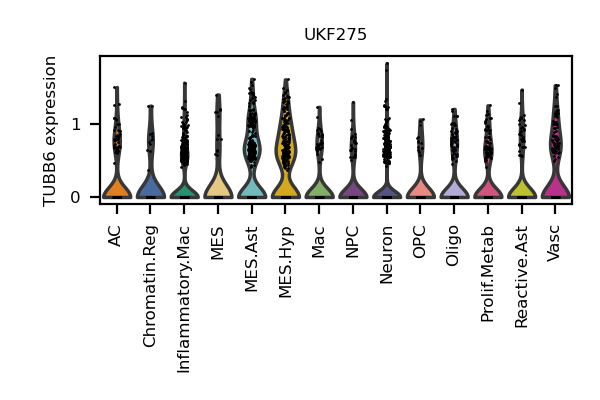 UKF275
TUBB6 expression
1
0
AC
Chromatin.Reg
Inflammatory.Mac
MES
MES.Ast
MES.Hyp
Mac
NPC
Neuron
OPC
Oligo
Prolif.Metab
Reactive.Ast
Vasc